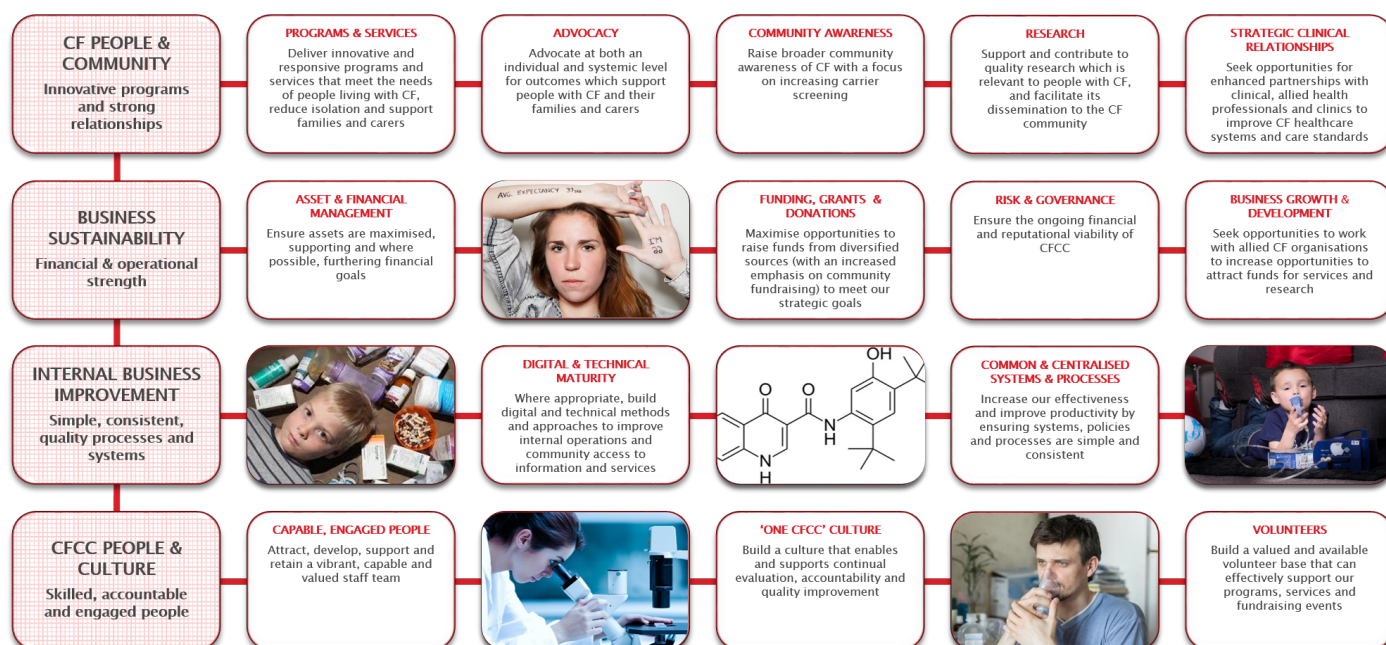 CF PEOPLE &
COMMUNITY
Innovative programs
and strong
relationships
PROGRAMS & SERVICES
Deliver innovative and
responsive programs and
services that meet the needs
of people living with CF,
reduce isolation and support
families and carers
ADVOCACY
Advocate at both an
individual and systemic level
for outcomes which support
people with CF and their
families and carers
COMMUNITY AWARENESS
Raise broader community
awareness of CF with a focus
on increasing carrier
screening
RESEARCH
Support and contribute to
quality research which is
relevant to people with CF,
and facilitate its
dissemination to the CF
community
STRATEGIC CLINICAL
RELATIONSHIPS
Seek opportunities for
enhanced partnerships with
clinical, allied health
professionals and clinics to
improve CF healthcare
systems and care standards
BUSINESS
SUSTAINABILITY
Financial & operational
strength
ASSET & FINANCIAL
MANAGEMENT
Ensure assets are maximised,
supporting and where
possible, furthering financial
goals
AVG. EXPECTANCY 37
I'M
FUNDING, GRANTS &
DONATIONS
Maximise opportunities to
raise funds from diversified
sources (with an increased
emphasis on community
fundraising) to meet our
strategic goals
RISK & GOVERNANCE
Ensure the ongoing financial
and reputational viability of
CFCC
BUSINESS GROWTH &
DEVELOPMENT
Seek opportunities to work
with allied CF organisations
to increase opportunities to
attract funds for services and
research
INTERNAL BUSINESS
IMPROVEMENT
Simple, consistent,
quality processes and
systems
DIGITAL & TECHNICAL
MATURITY
Where appropriate, build
digital and technical methods
and approaches to improve
internal operations and
community access to
information and services
OH
O
O
N
H
N
H
COMMON & CENTRALISED
SYSTEMS & PROCESSES
Increase our effectiveness
and improve productivity by
ensuring systems, policies
and processes are simple and
consistent
CFCC PEOPLE &
CULTURE
Skilled, accountable
and engaged people
CAPABLE, ENGAGED PEOPLE
Attract, develop, support and
retain a vibrant, capable and
valued staff team
‘ONE CFCC’ CULTURE
Build a culture that enables
and supports continual
evaluation, accountability and
quality improvement
VOLUNTEERS
Build a valued and available
volunteer base that can
effectively support our
programs, services and
fundraising events